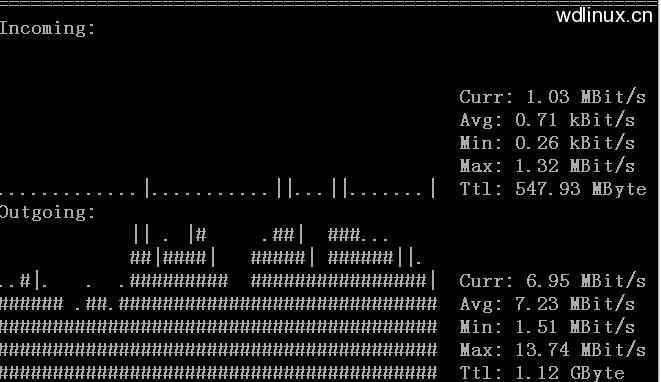 ================================================================
wdlinux.cn
Incoming:
Curr: 1.03 MBit/s
Avg: 0.71 kBit/s
Min: 0.26 kBit/s
Max: 1.32 MBit/s
.............|...........||...||.......| Ttl: 547.93 MByte
Outgoing:
|| . |# .##| ###...
##|####| #####| ######||.
..#|. . .######### ################| Curr: 6.95 MBit/s
###### .##.############################# Avg: 7.23 MBit/s
######################################## Min: 1.51 MBit/s
######################################## Max: 13.74 MBit/s
######################################## Ttl: 1.12 GByte